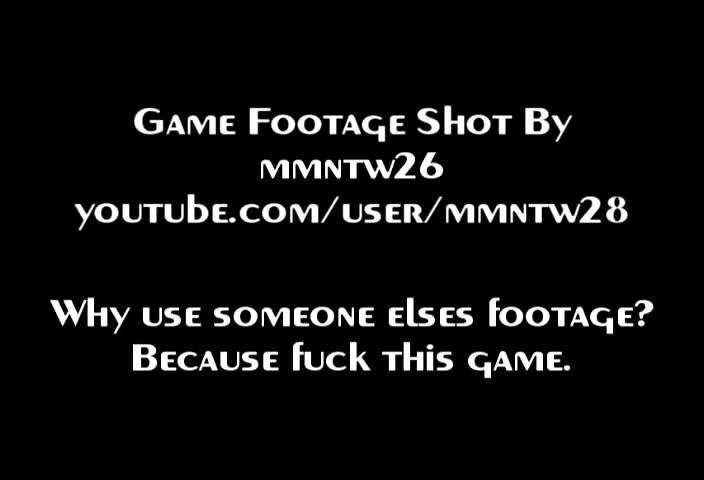 Game Footage Shot By
mmntw26
youtube.com/user/mmntw28
Why use someone elses footage?
Because fuck this game.